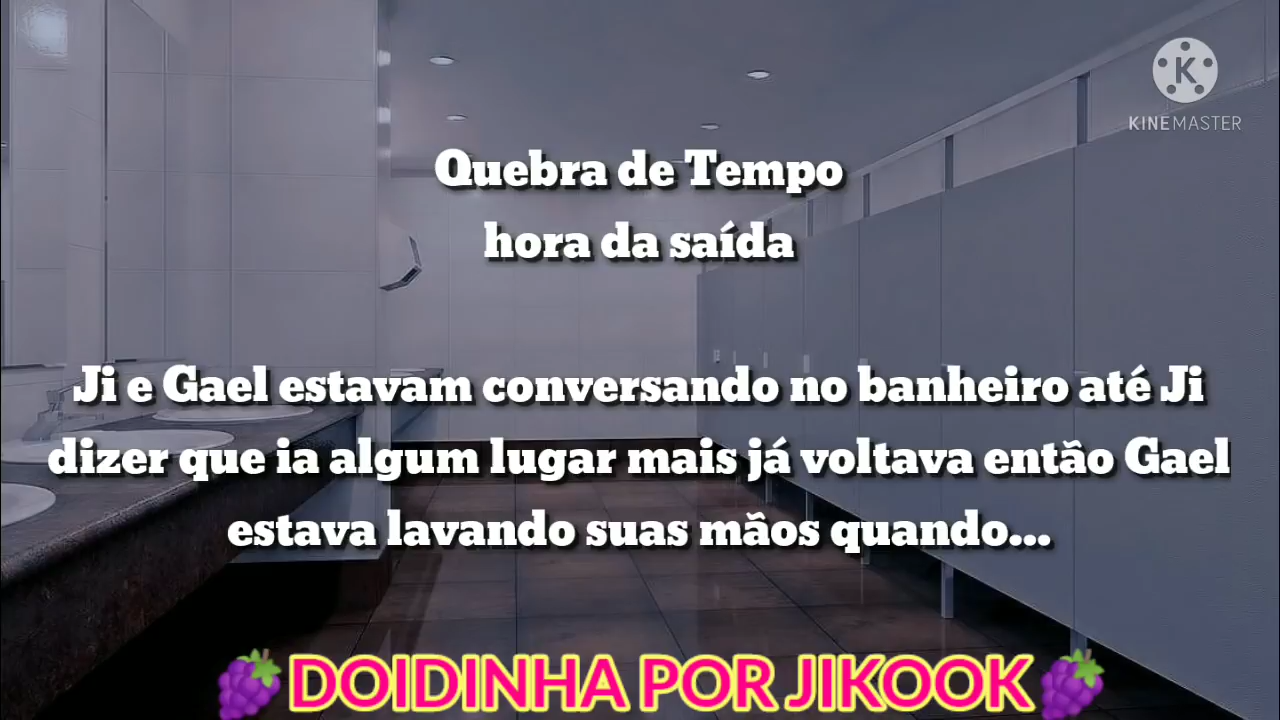 K
KINEMASTER
Quebra de Tempo
hora da saída
Ji e Gael estavam conversando no banheiro até Ji
dizer que ia algum lugar mais já voltava então Gael
estava lavando suas mãos quando...
🍇DOIDINHA POR JIKOOK🍇